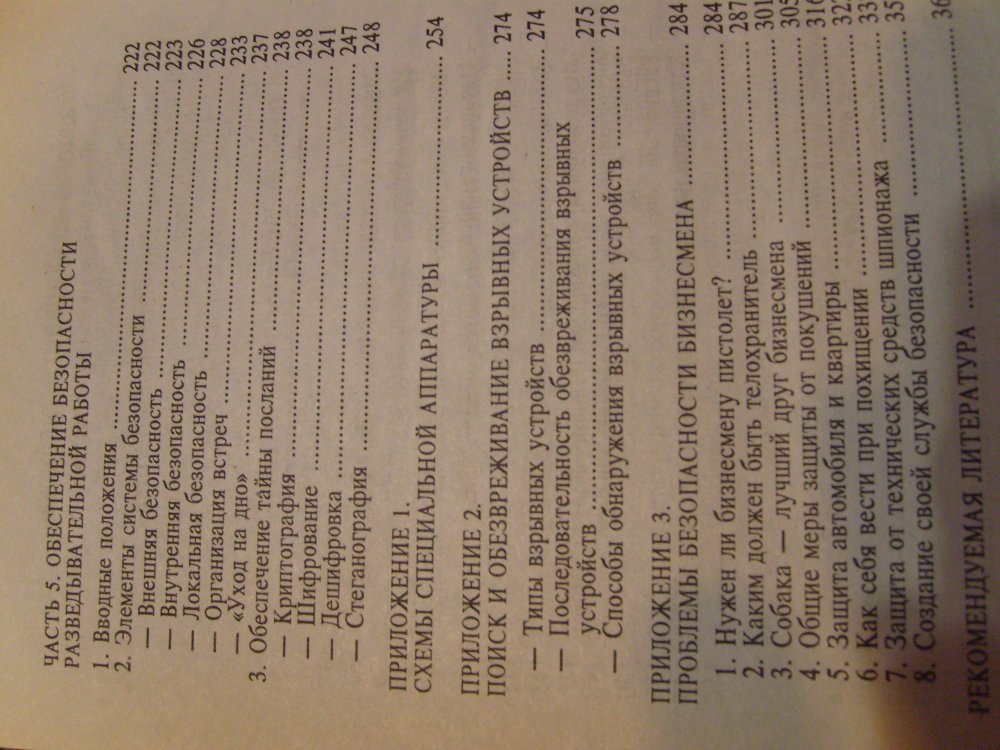 ЧАСТЬ 5. ОБЕСПЕЧЕНИЕ БЕЗОПАСНОСТИ
РАЗВЕДЫВАТЕЛЬНОЙ РАБОТЫ
1. Вводные положения ........ 222
2. Элементы системы безопасности ........ 222
— Внешняя безопасность ........ 223
— Внутренняя безопасность ........ 226
— Локальная безопасность ........ 228
— Организация встреч ........ 233
— «Уход на дно» ........ 237
3. Обеспечение тайны посланий ........ 238
— Криптография ........ 238
— Шифрование ........ 241
— Дешифровка ........ 247
— Стеганография ........ 248
ПРИЛОЖЕНИЕ 1.
СХЕМЫ СПЕЦИАЛЬНОЙ АППАРАТУРЫ ........ 254
ПРИЛОЖЕНИЕ 2.
ПОИСК И ОБЕЗВРЕЖИВАНИЕ ВЗРЫВНЫХ УСТРОЙСТВ ..... 274
— Типы взрывных устройств ........ 274
— Последовательность обезвреживания взрывных
устройств ........ 275
— Способы обнаружения взрывных устройств ........ 278
ПРИЛОЖЕНИЕ 3.
ПРОБЛЕМЫ БЕЗОПАСНОСТИ БИЗНЕСМЕНА ........ 284
1. Нужен ли бизнесмену пистолет? ........ 284
2. Каким должен быть телохранитель ........ 287
3. Собака — лучший друг бизнесмена ........ 301
4. Общие меры защиты от покушений ........ 305
5. Защита автомобиля и квартиры ........ 316
6. Как себя вести при похищении ........
7. Защита от технических средств шпионажа ........
8. Создание своей службы безопасности ........
РЕКОМЕНДУЕМАЯ ЛИТЕРАТУРА ........